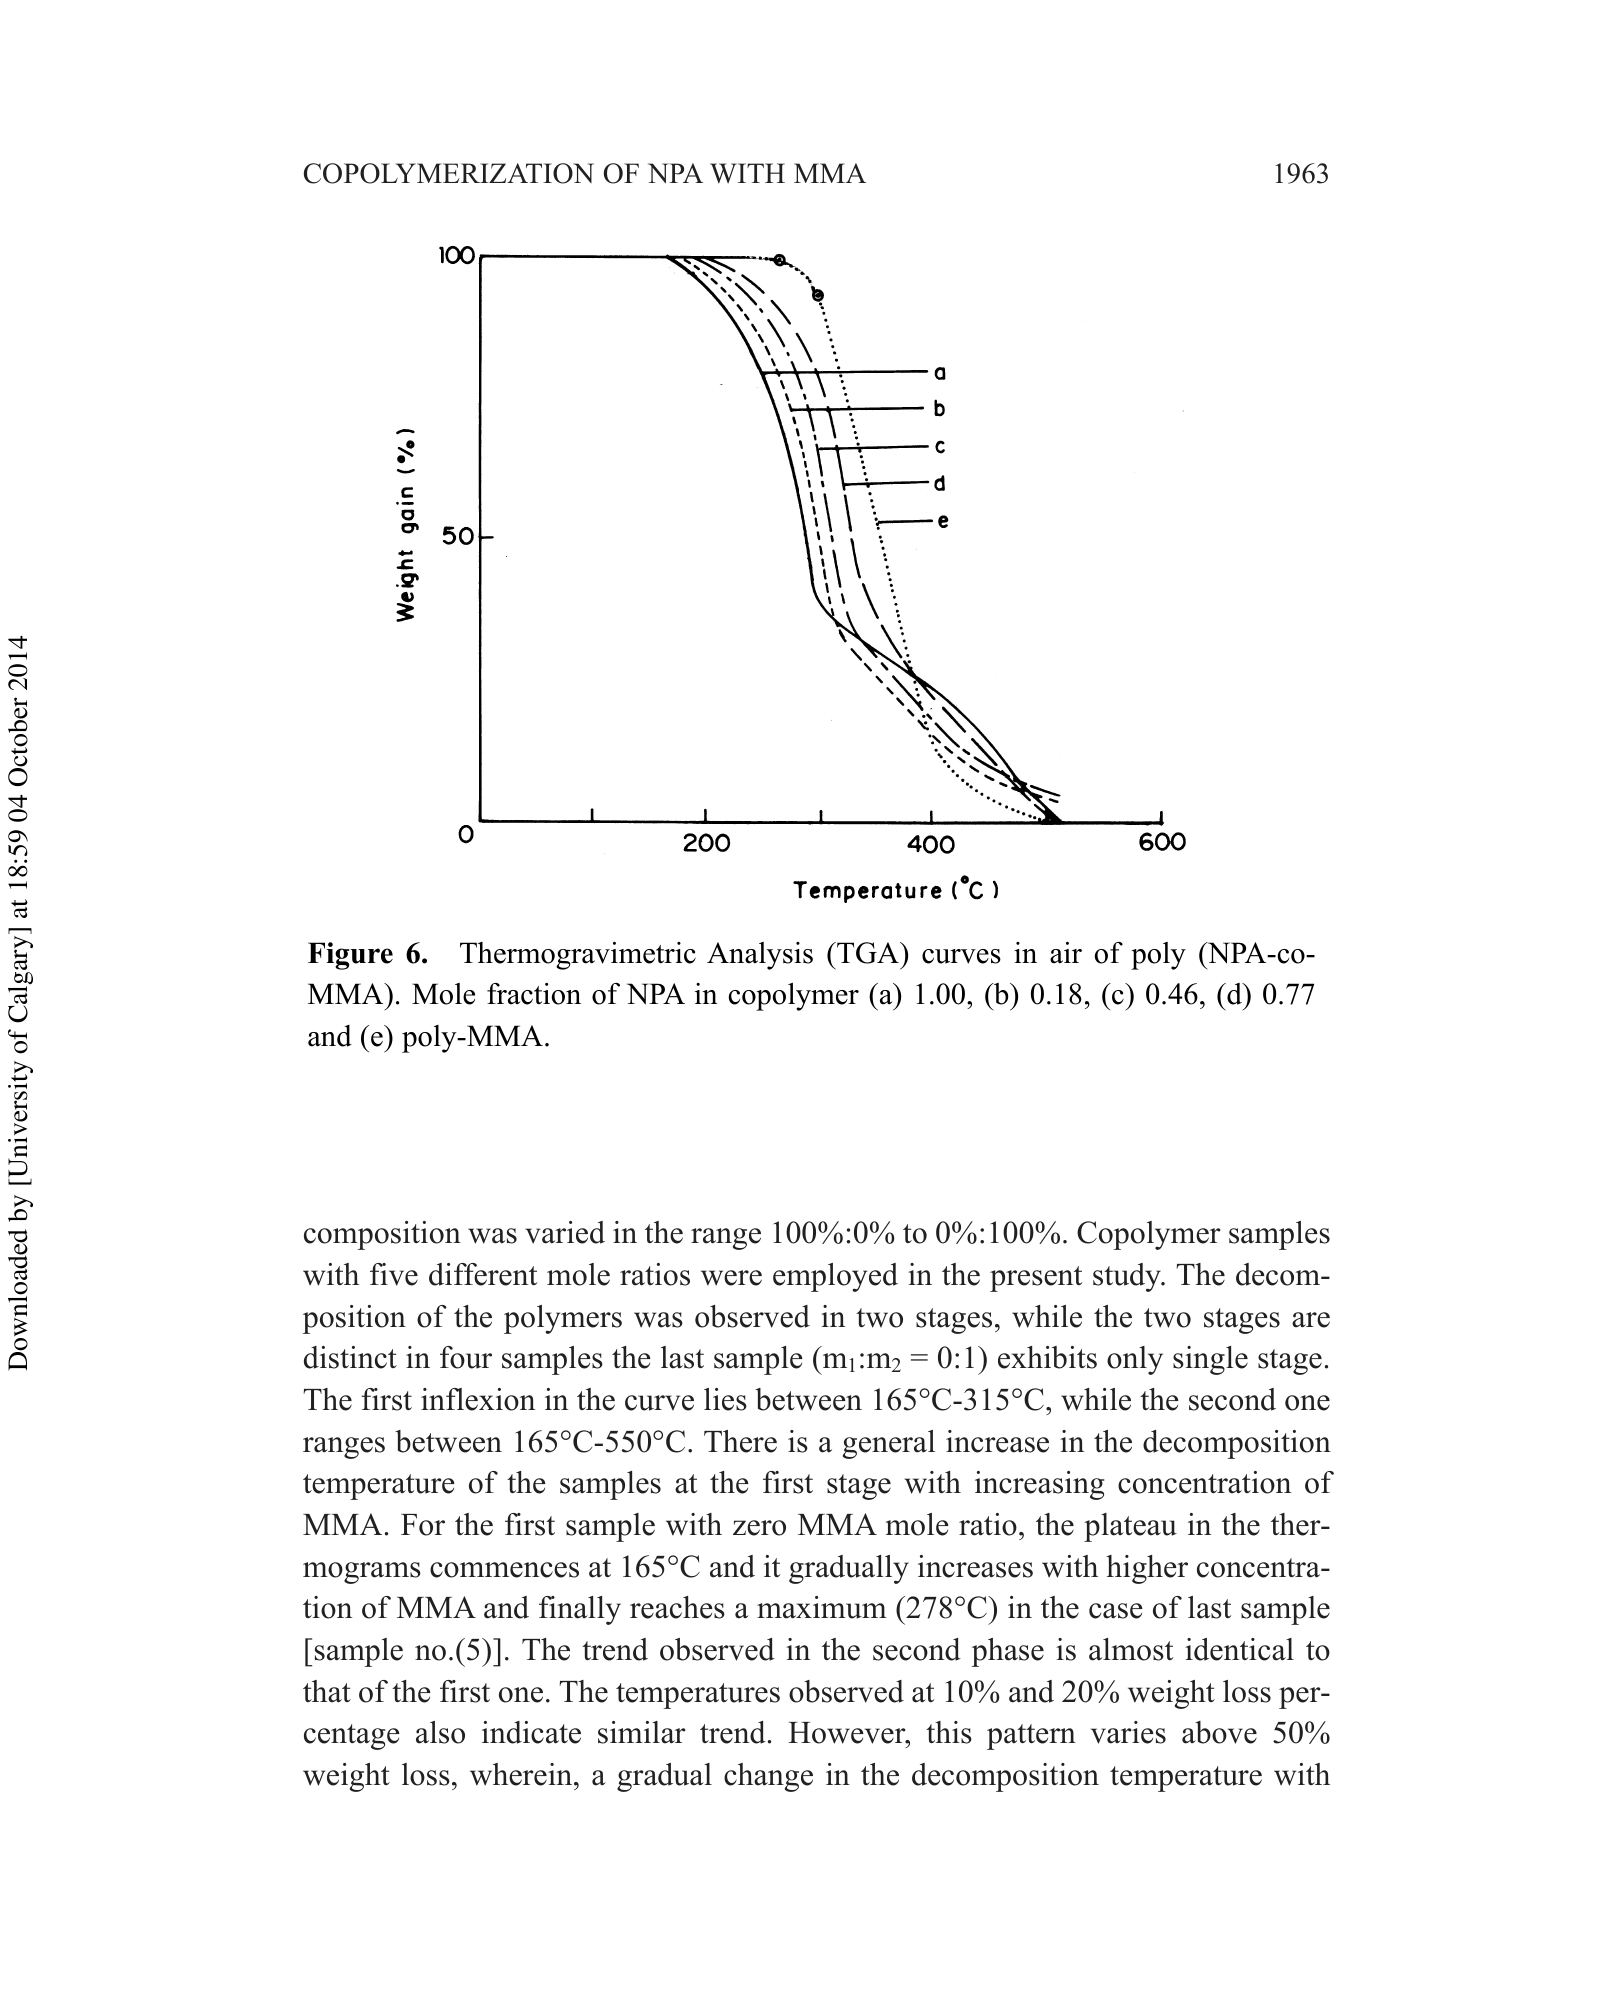 COPOLYMERIZATION OF NPA WITH MMA 1963
100
50
0
200
400
600
Weight gain (%)
Temperature (°C)
a
b
c
d
e
Figure 6. Thermogravimetric Analysis (TGA) curves in air of poly (NPA-co-
MMA). Mole fraction of NPA in copolymer (a) 1.00, (b) 0.18, (c) 0.46, (d) 0.77
and (e) poly-MMA.
composition was varied in the range 100%:0% to 0%:100%. Copolymer samples
with five different mole ratios were employed in the present study. The decom-
position of the polymers was observed in two stages, while the two stages are
distinct in four samples the last sample (m₁:m₂ = 0:1) exhibits only single stage.
The first inflexion in the curve lies between 165°C-315°C, while the second one
ranges between 165°C-550°C. There is a general increase in the decomposition
temperature of the samples at the first stage with increasing concentration of
MMA. For the first sample with zero MMA mole ratio, the plateau in the ther-
mograms commences at 165°C and it gradually increases with higher concentra-
tion of MMA and finally reaches a maximum (278°C) in the case of last sample
[sample no.(5)]. The trend observed in the second phase is almost identical to
that of the first one. The temperatures observed at 10% and 20% weight loss per-
centage also indicate similar trend. However, this pattern varies above 50%
weight loss, wherein, a gradual change in the decomposition temperature with
Downloaded by [University of Calgary] at 18:59 04 October 2014